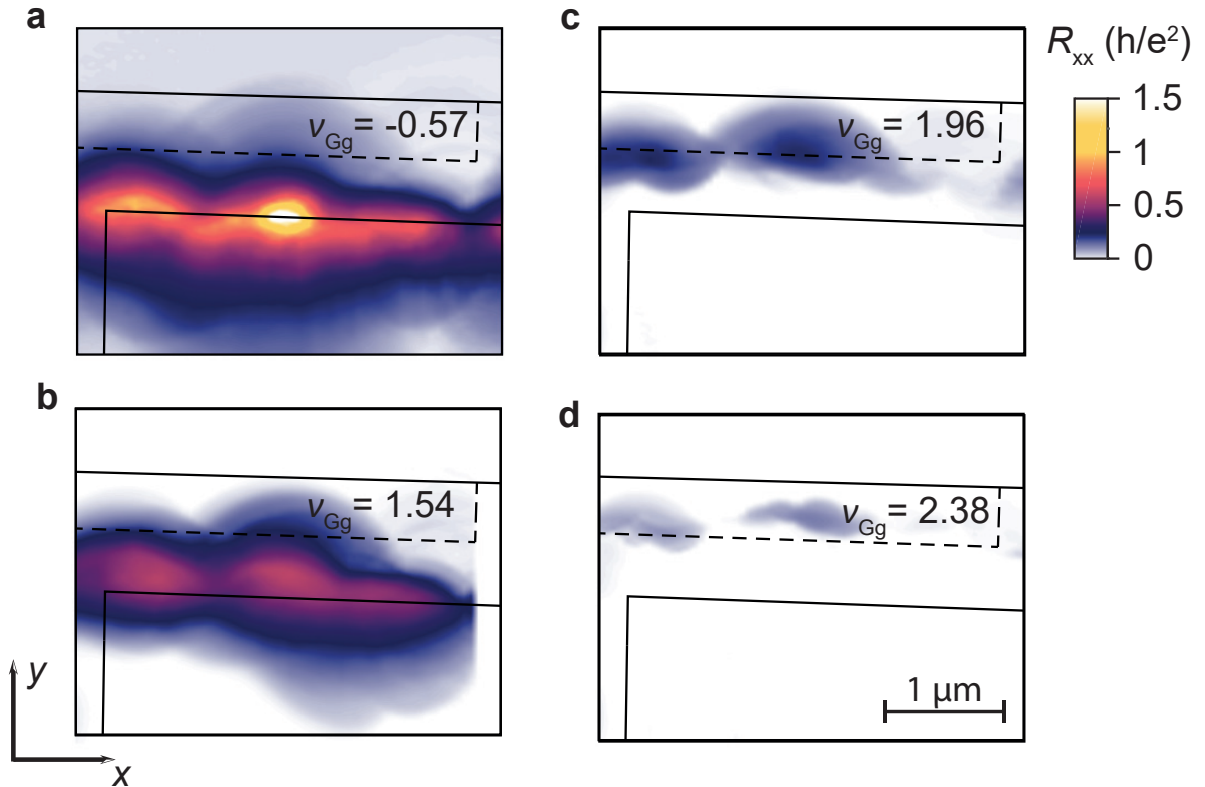 a
ν_Gg = -0.57
c
ν_Gg = 1.96
R_xx (h/e²)
1.5
1
0.5
0
b
ν_Gg = 1.54
d
ν_Gg = 2.38
1 μm
y
x